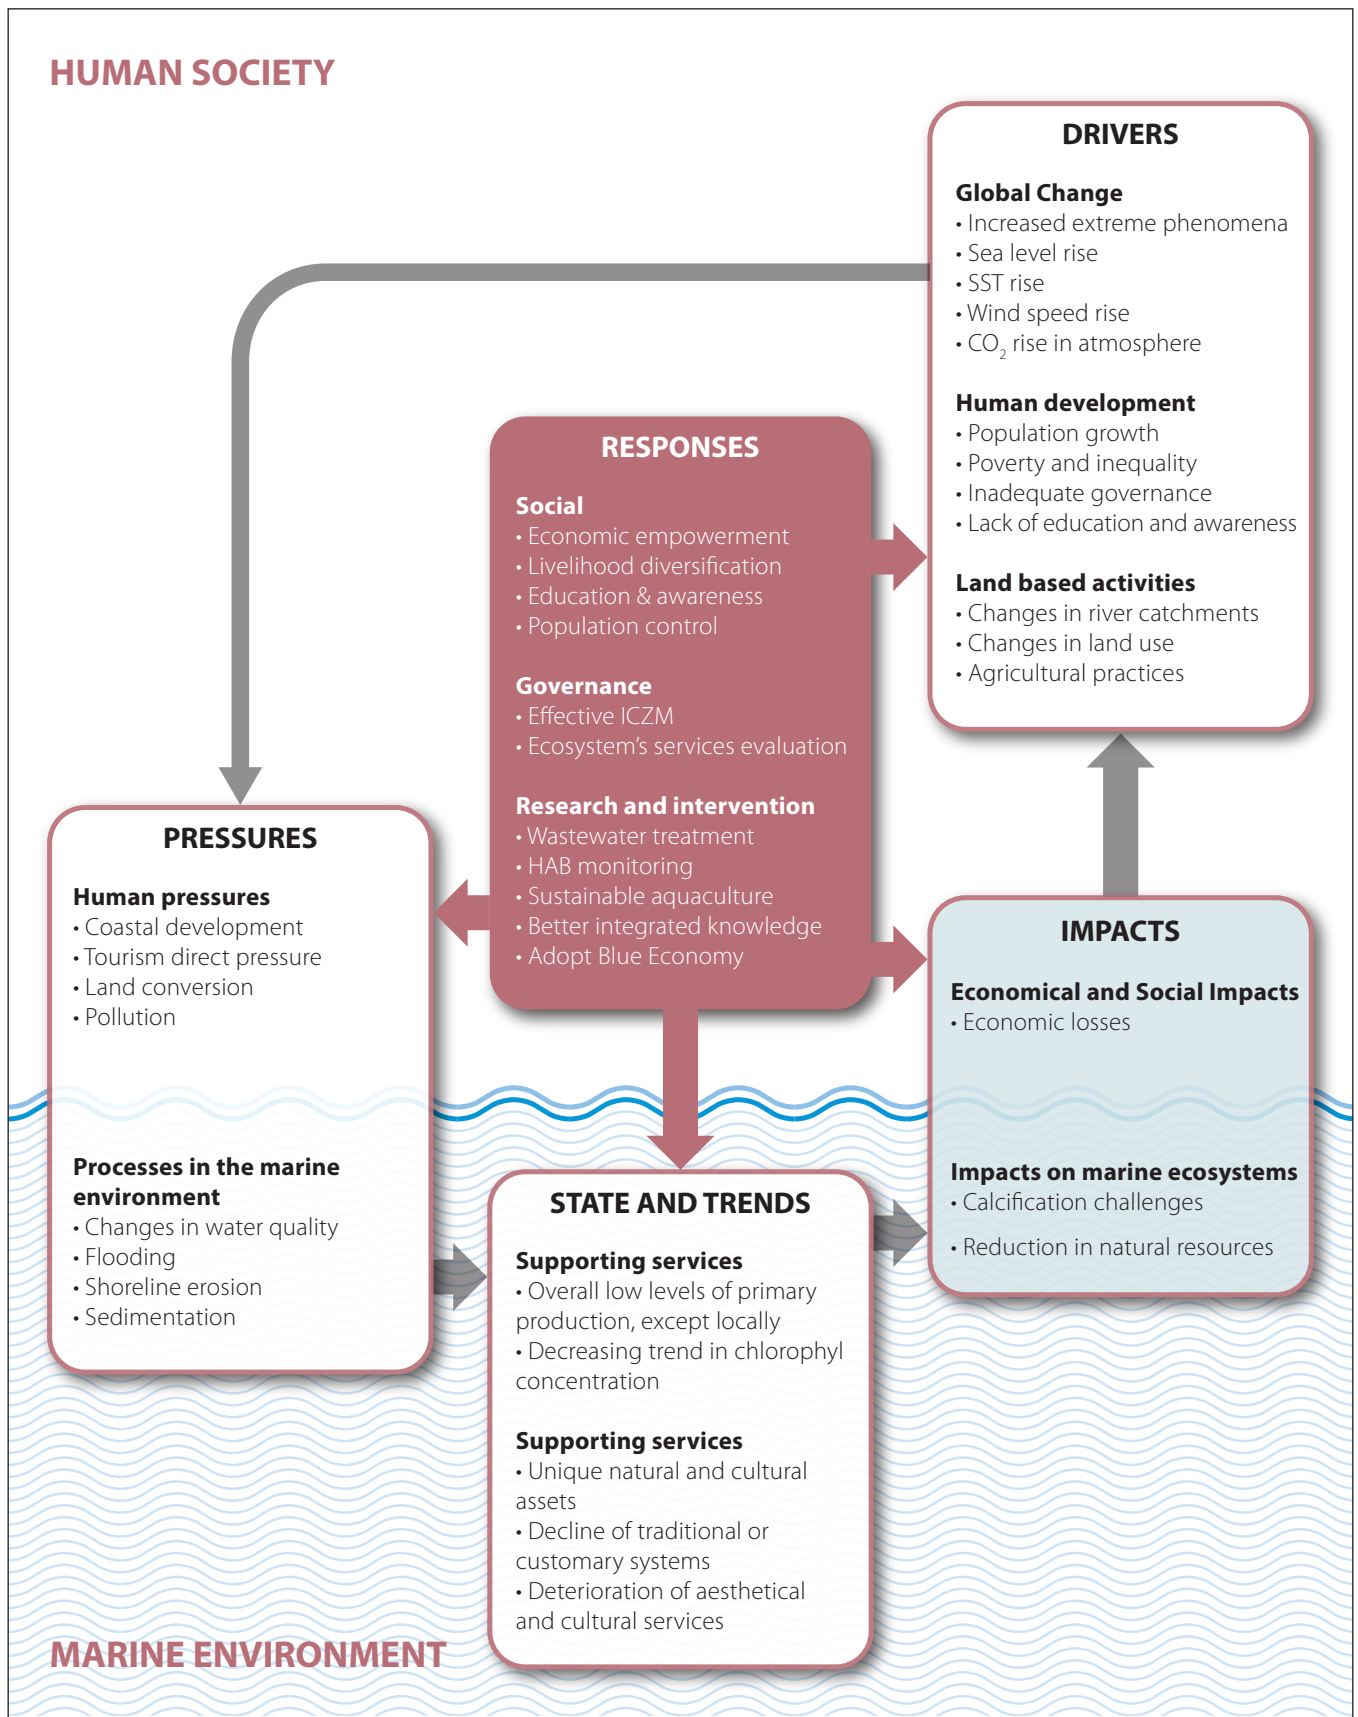 HUMAN SOCIETY
DRIVERS
Global Change
• Increased extreme phenomena
• Sea level rise
• SST rise
• Wind speed rise
• CO₂ rise in atmosphere
Human development
• Population growth
• Poverty and inequality
• Inadequate governance
• Lack of education and awareness
Land based activities
• Changes in river catchments
• Changes in land use
• Agricultural practices
RESPONSES
Social
• Economic empowerment
• Livelihood diversification
• Education & awareness
• Population control
Governance
• Effective ICZM
• Ecosystem's services evaluation
Research and intervention
• Wastewater treatment
• HAB monitoring
• Sustainable aquaculture
• Better integrated knowledge
• Adopt Blue Economy
PRESSURES
Human pressures
• Coastal development
• Tourism direct pressure
• Land conversion
• Pollution
Processes in the marine
environment
• Changes in water quality
• Flooding
• Shoreline erosion
• Sedimentation
IMPACTS
Economical and Social Impacts
• Economic losses
Impacts on marine ecosystems
• Calcification challenges
• Reduction in natural resources
STATE AND TRENDS
Supporting services
• Overall low levels of primary
production, except locally
• Decreasing trend in chlorophyl
concentration
Supporting services
• Unique natural and cultural
assets
• Decline of traditional or
customary systems
• Deterioration of aesthetical
and cultural services
MARINE ENVIRONMENT